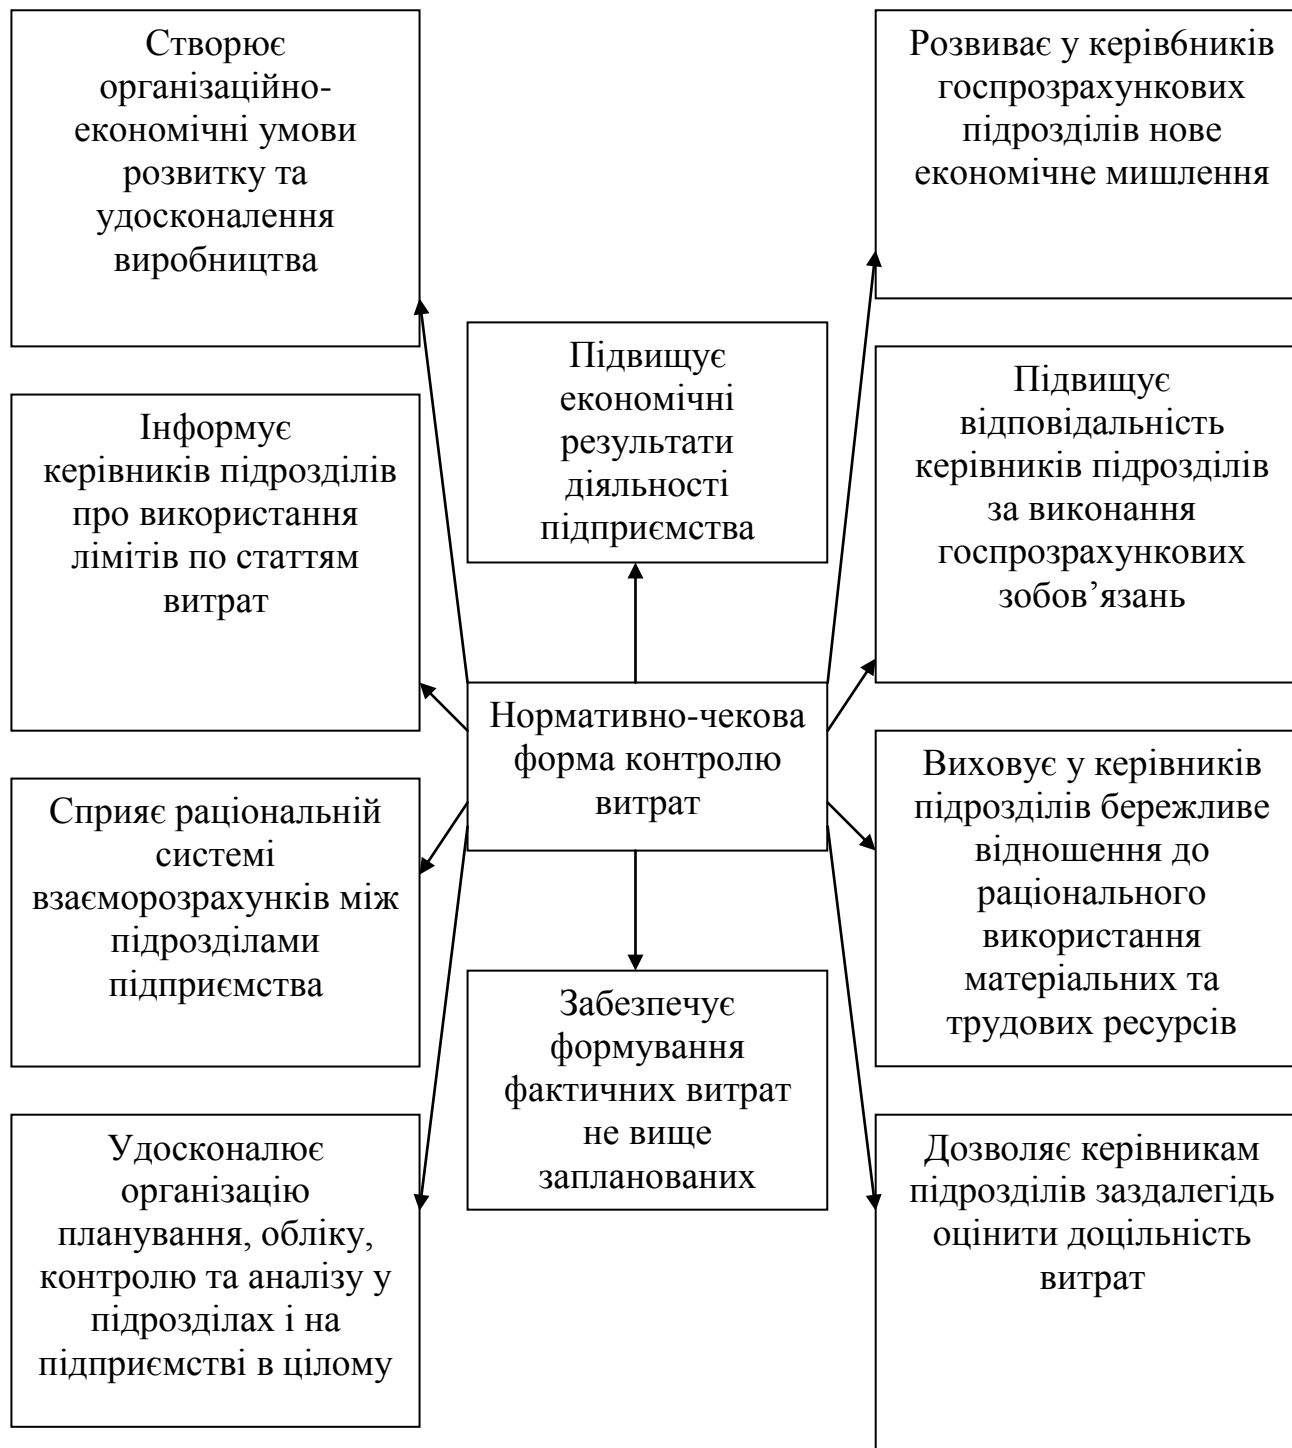 Створює
організаційно-
економічні умови
розвитку та
удосконалення
виробництва
Інформує
керівників підрозділів
про використання
лімітів по статтям
витрат
Сприяє раціональній
системі
взаєморозрахунків між
підрозділами
підприємства
Удосконалює
організацію
планування, обліку,
контролю та аналізу у
підрозділах і на
підприємстві в цілому
Підвищує
економічні
результати
діяльності
підприємства
Нормативно-чекова
форма контролю
витрат
Забезпечує
формування
фактичних витрат
не вище
запланованих
Розвиває у керів6ників
госпрозрахункових
підрозділів нове
економічне мишлення
Підвищує
відповідальність
керівників підрозділів
за виконання
госпрозрахункових
зобов’язань
Виховує у керівників
підрозділів бережливе
відношення до
раціонального
використання
матеріальних та
трудових ресурсів
Дозволяє керівникам
підрозділів заздалегідь
оцінити доцільність
витрат